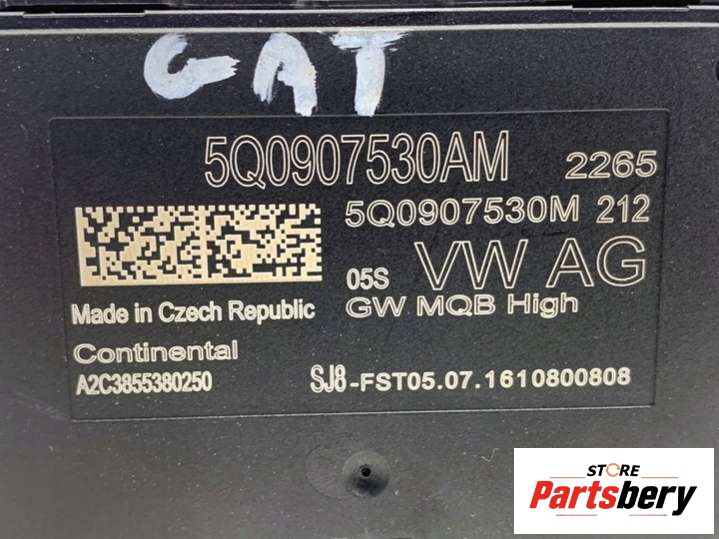 GAT
5Q0907530AM 2265
5Q0907530M 212
05S VW AG
GW MQB High
Made in Czech Republic
Continental
A2C3855380250
SJ8-FST05.07.1610800808
STORE
Partsbery